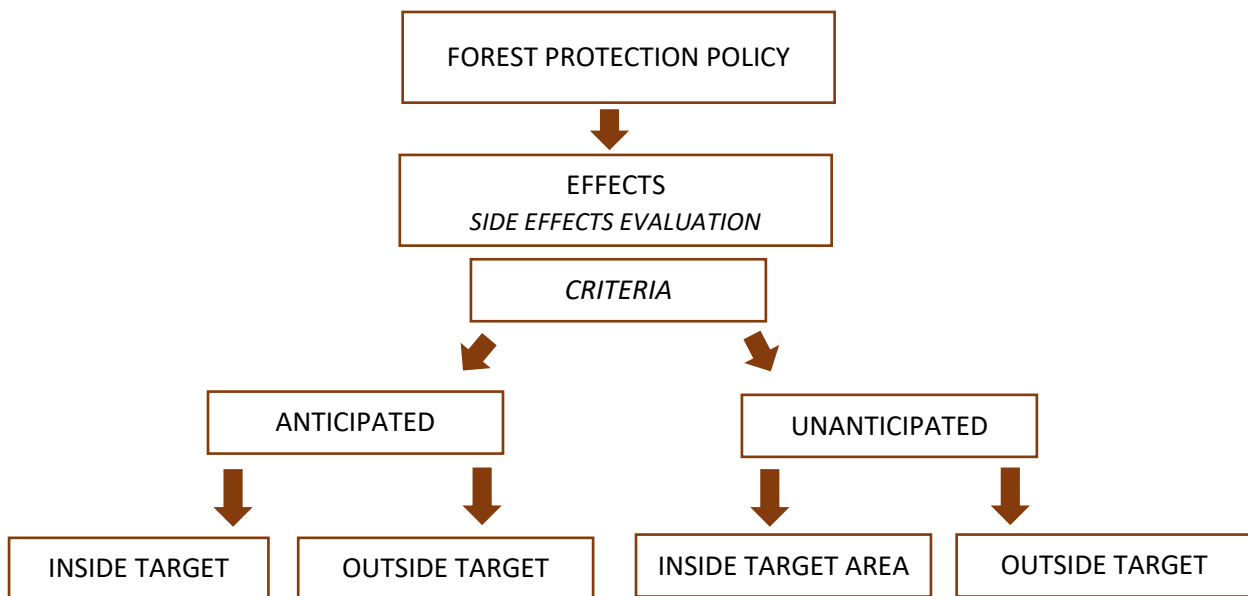 FOREST PROTECTION POLICY
EFFECTS
SIDE EFFECTS EVALUATION
CRITERIA
ANTICIPATED
UNANTICIPATED
INSIDE TARGET
OUTSIDE TARGET
INSIDE TARGET AREA
OUTSIDE TARGET